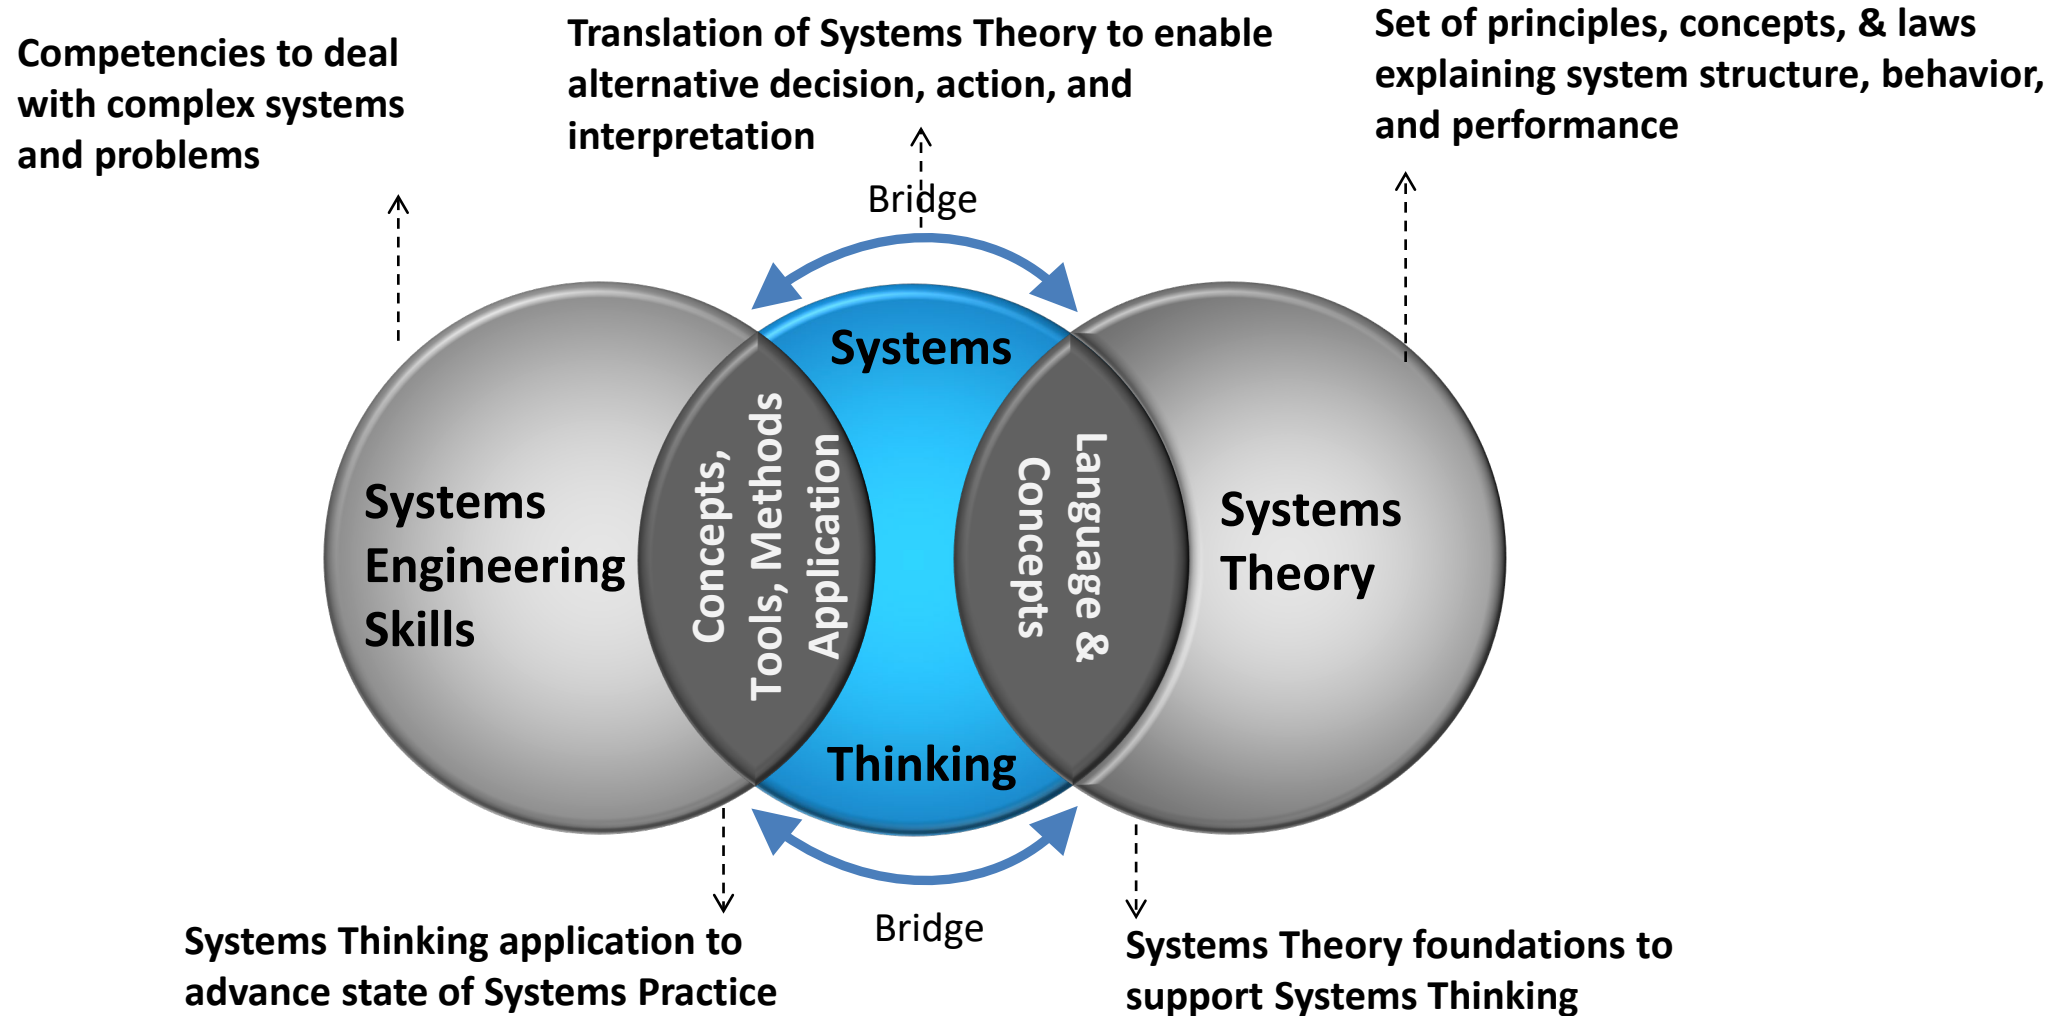 Competencies to deal
with complex systems
and problems
Translation of Systems Theory to enable
alternative decision, action, and
interpretation
Set of principles, concepts, & laws
explaining system structure, behavior,
and performance
Bridge
Systems
Engineering
Skills
Concepts,
Tools, Methods
Application
Systems
Thinking
Language &
Concepts
Systems
Theory
Bridge
Systems Thinking application to
advance state of Systems Practice
Systems Theory foundations to
support Systems Thinking